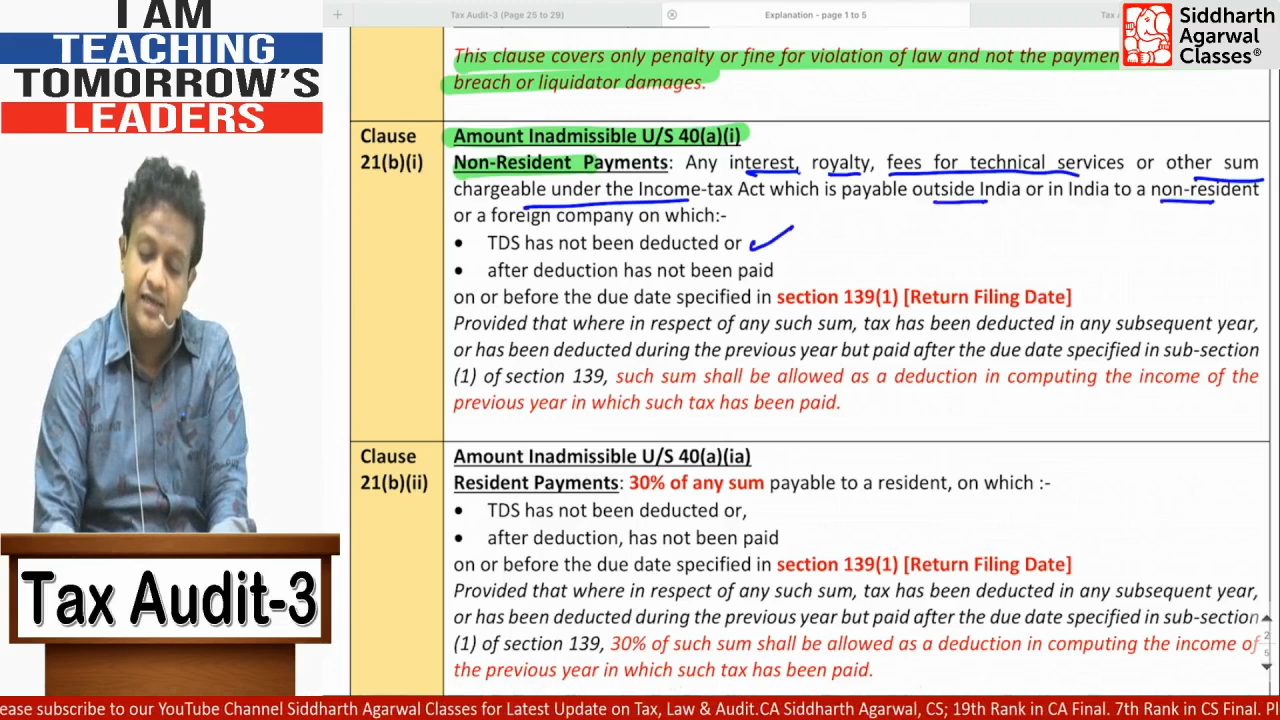 I AM
TEACHING
TOMORROW'S
LEADERS
Tax Audit-3 (Page 25 to 29)
Explanation - page 1 to 5
Siddharth
Agarwal
Classes®
This clause covers only penalty or fine for violation of law and not the
breach or liquidator damages.
Clause
21(b)(i)
Amount Inadmissible U/S 40(a)(i)
Non-Resident Payments: Any interest, royalty, fees for technical services or other sum
chargeable under the Income-tax Act which is payable outside India or in India to a non-resident
or a foreign company on which:-
• TDS has not been deducted or
• after deduction has not been paid
on or before the due date specified in section 139(1) [Return Filing Date]
Provided that where in respect of any such sum, tax has been deducted in any subsequent year,
or has been deducted during the previous year but paid after the due date specified in sub-section
(1) of section 139, such sum shall be allowed as a deduction in computing the income of the
previous year in which such tax has been paid.
Clause
21(b)(ii)
Amount Inadmissible U/S 40(a)(ia)
Resident Payments: 30% of any sum payable to a resident, on which :-
• TDS has not been deducted or,
• after deduction, has not been paid
on or before the due date specified in section 139(1) [Return Filing Date]
Provided that where in respect of any such sum, tax has been deducted in any subsequent year,
or has been deducted during the previous year but paid after the due date specified in sub-section
(1) of section 139, 30% of such sum shall be allowed as a deduction in computing the income of
the previous year in which such tax has been paid.
2
5
Tax Audit-3
ease subscribe to our YouTube Channel Siddharth Agarwal Classes for Latest Update on Tax, Law & Audit.CA Siddharth Agarwal, CS; 19th Rank in CA Final. 7th Rank in CS Final. Pl